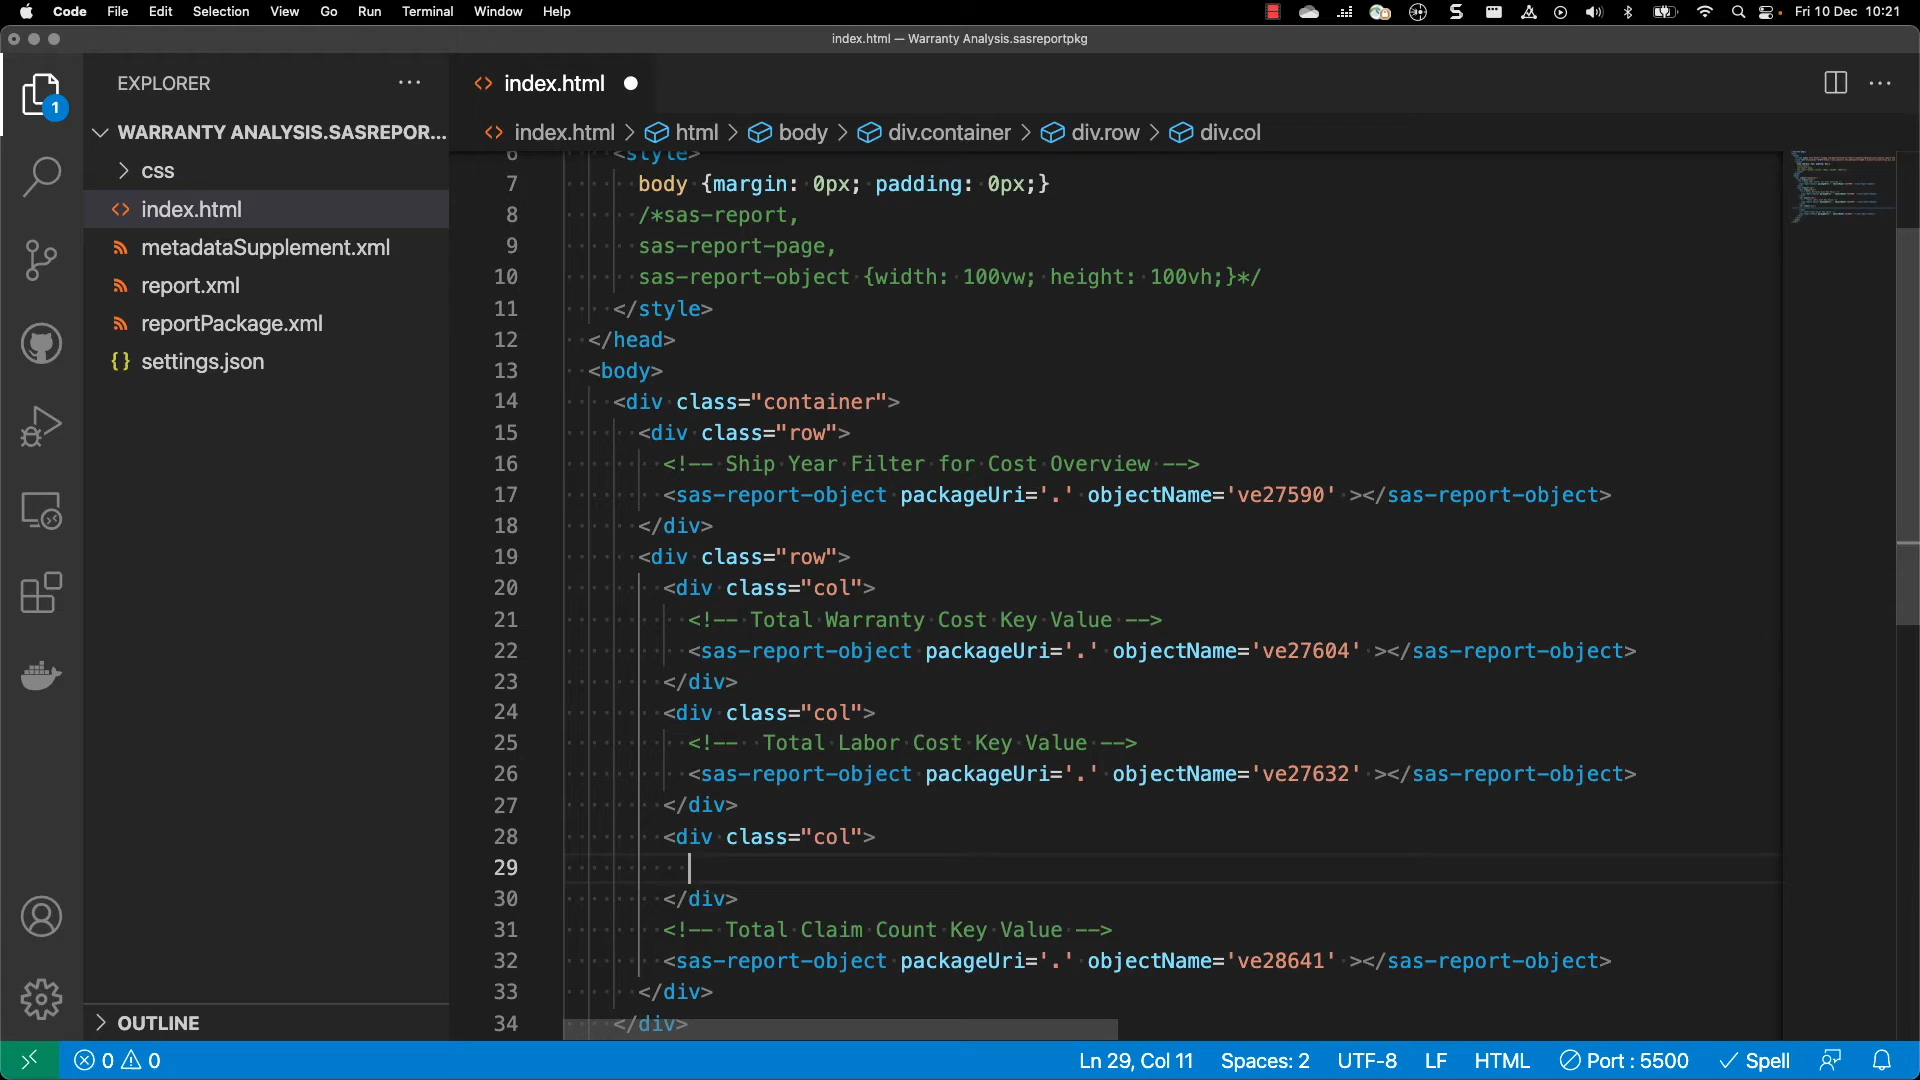 Code File Edit Selection View Go Run Terminal Window Help Fri 10 Dec 10:21
index.html — Warranty Analysis.sasreportpkg
EXPLORER
WARRANTY ANALYSIS.SASREPOR...
css
index.html
metadataSupplement.xml
report.xml
reportPackage.xml
settings.json
OUTLINE
1
index.html
index.html > html > body > div.container > div.row > div.col
6 <style>
7 body {margin: 0px; padding: 0px;}
8 /*sas-report,
9 sas-report-page,
10 sas-report-object {width: 100vw; height: 100vh;}*/
11 </style>
12 </head>
13 <body>
14 <div class="container">
15 <div class="row">
16 <!-- Ship Year Filter for Cost Overview -->
17 <sas-report-object packageUri='.' objectName='ve27590' ></sas-report-object>
18 </div>
19 <div class="row">
20 <div class="col">
21 <!-- Total Warranty Cost Key Value -->
22 <sas-report-object packageUri='.' objectName='ve27604' ></sas-report-object>
23 </div>
24 <div class="col">
25 <!--  Total Labor Cost Key Value -->
26 <sas-report-object packageUri='.' objectName='ve27632' ></sas-report-object>
27 </div>
28 <div class="col">
29
30 </div>
31 <!-- Total Claim Count Key Value -->
32 <sas-report-object packageUri='.' objectName='ve28641' ></sas-report-object>
33 </div>
34 </div>
0 0 Ln 29, Col 11 Spaces: 2 UTF-8 LF HTML Port : 5500 Spell